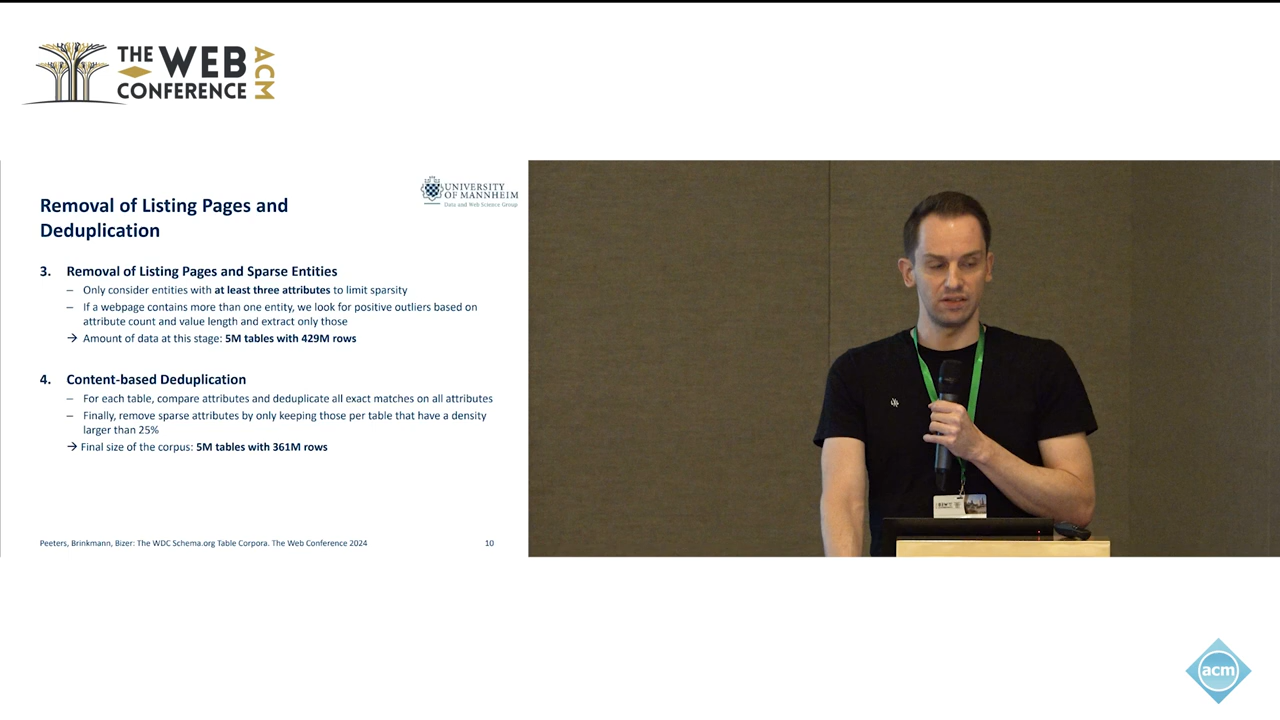 THE WEB
CONFERENCE
ACM
UNIVERSITY
OF MANNHEIM
Data and Web Science Group
Removal of Listing Pages and
Deduplication
3. Removal of Listing Pages and Sparse Entities
– Only consider entities with at least three attributes to limit sparsity
– If a webpage contains more than one entity, we look for positive outliers based on
attribute count and value length and extract only those
→ Amount of data at this stage: 5M tables with 429M rows
4. Content-based Deduplication
– For each table, compare attributes and deduplicate all exact matches on all attributes
– Finally, remove sparse attributes by only keeping those per table that have a density
larger than 25%
→ Final size of the corpus: 5M tables with 361M rows
Peeters, Brinkmann, Bizer: The WDC Schema.org Table Corpora. The Web Conference 2024
10
acm